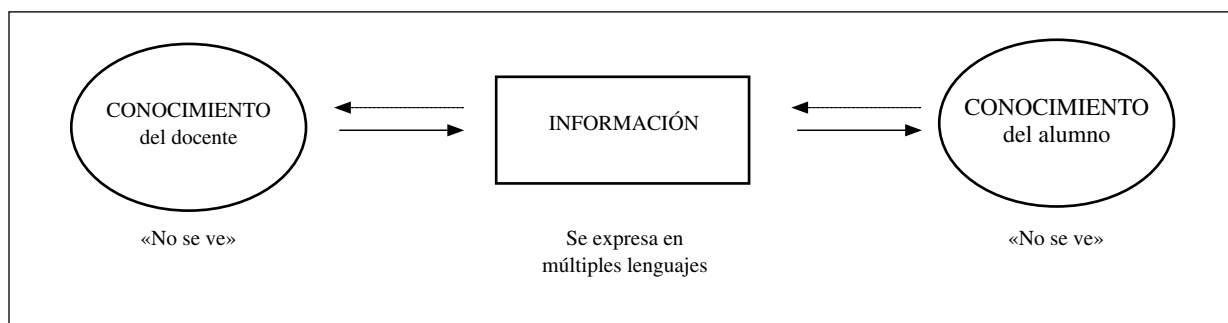 CONOCIMIENTO
del docente
INFORMACIÓN
CONOCIMIENTO
del alumno
«No se ve»
Se expresa en
múltiples lenguajes
«No se ve»